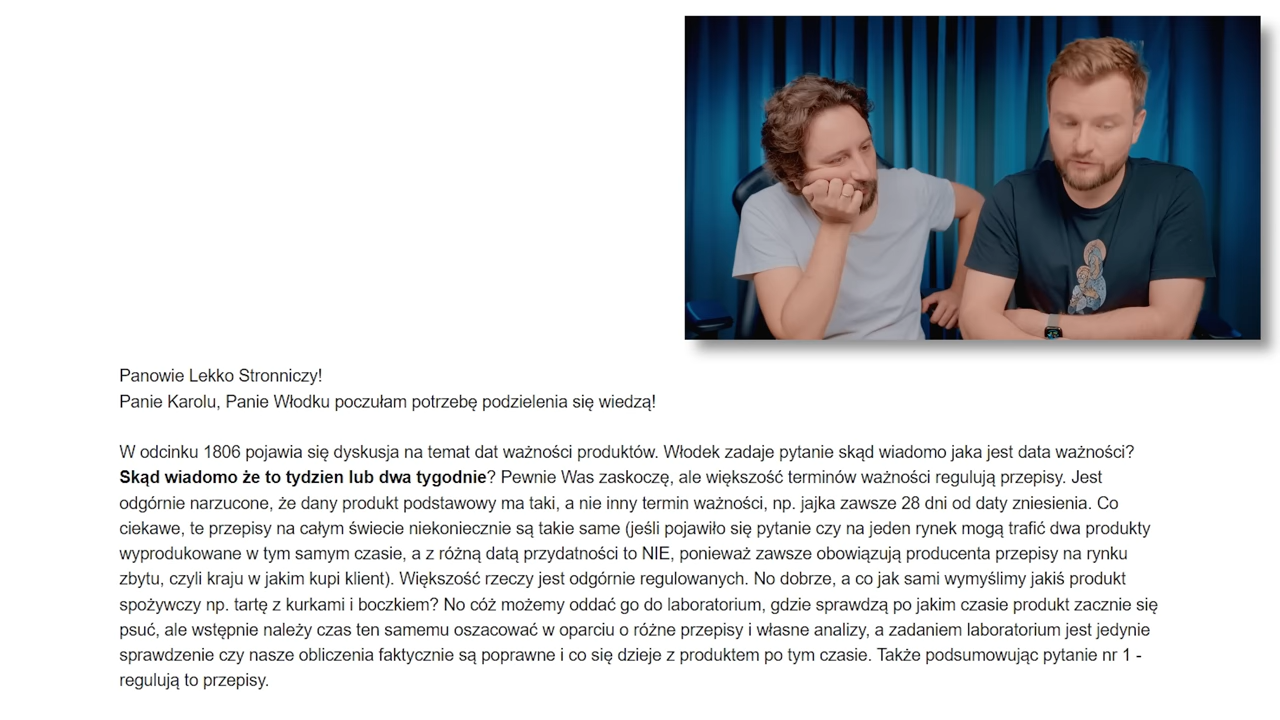 Panowie Lekko Stronniczy!
Panie Karolu, Panie Włodku poczułam potrzebę podzielenia się wiedzą!
W odcinku 1806 pojawia się dyskusja na temat dat ważności produktów. Włodek zadaje pytanie skąd wiadomo jaka jest data ważności?
Skąd wiadomo że to tydzien lub dwa tygodnie? Pewnie Was zaskoczę, ale większość terminów ważności regulują przepisy. Jest
odgórnie narzucone, że dany produkt podstawowy ma taki, a nie inny termin ważności, np. jajka zawsze 28 dni od daty zniesienia. Co
ciekawe, te przepisy na całym świecie niekoniecznie są takie same (jeśli pojawiło się pytanie czy na jeden rynek mogą trafić dwa produkty
wyprodukowane w tym samym czasie, a z różną datą przydatności to NIE, ponieważ zawsze obowiązują producenta przepisy na rynku
zbytu, czyli kraju w jakim kupi klient). Większość rzeczy jest odgórnie regulowanych. No dobrze, a co jak sami wymyślimy jakiś produkt
spożywczy np. tartę z kurkami i boczkiem? No cóż możemy oddać go do laboratorium, gdzie sprawdzą po jakim czasie produkt zacznie się
psuć, ale wstępnie należy czas ten samemu oszacować w oparciu o różne przepisy i własne analizy, a zadaniem laboratorium jest jedynie
sprawdzenie czy nasze obliczenia faktycznie są poprawne i co się dzieje z produktem po tym czasie. Także podsumowując pytanie nr 1 -
regulują to przepisy.